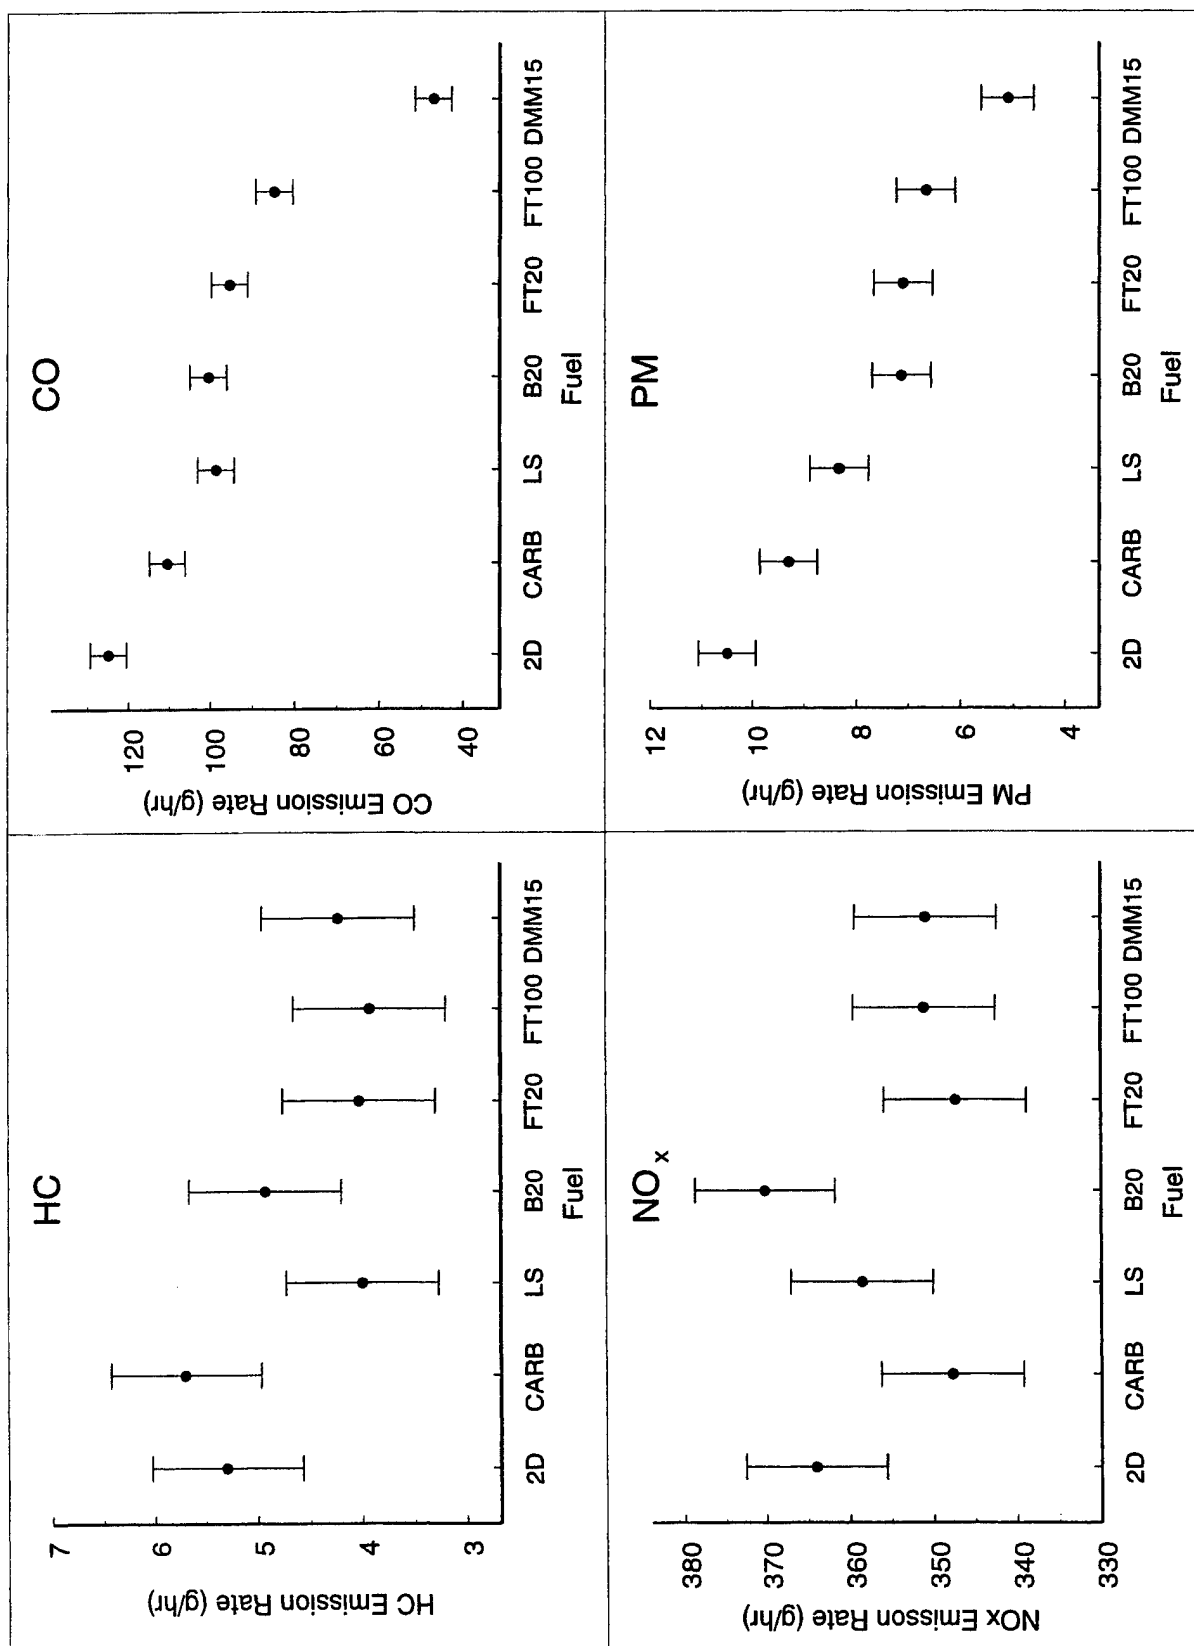 HC
HC Emission Rate (g/hr)
7
6
5
4
3
2D CARB LS B20 FT20 FT100 DMM15
Fuel
CO
CO Emission Rate (g/hr)
120
100
80
60
40
2D CARB LS B20 FT20 FT100 DMM15
Fuel
NOx
NOx Emisson Rate (g/hr)
380
370
360
350
340
330
2D CARB LS B20 FT20 FT100 DMM15
Fuel
PM
PM Emission Rate (g/hr)
12
10
8
6
4
2D CARB LS B20 FT20 FT100 DMM15
Fuel